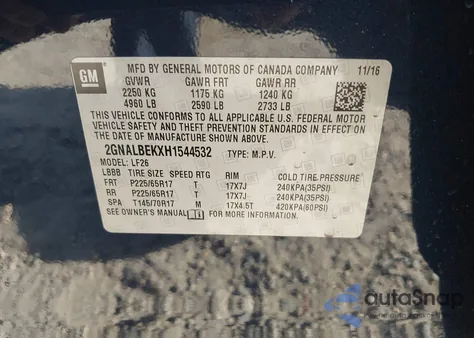 GM
MFD BY GENERAL MOTORS OF CANADA COMPANY 11/16
GVWR GAWR FRT GAWR RR
2250 KG 1175 KG 1240 KG
4960 LB 2590 LB 2733 LB
THIS VEHICLE CONFORMS TO ALL APPLICABLE U.S. FEDERAL MOTOR
VEHICLE SAFETY, BUMPER, AND THEFT PREVENTION STANDARDS IN EFFECT ON
THE DATE OF MANUFACTURE SHOWN ABOVE.
2GNALBEKXH1544532 TYPE: M.P.V.
MODEL: LF26
LBBB TIRE SIZE SPEED RTG RIM COLD TIRE PRESSURE
FRT P225/65R17 T 17X7J 240KPA(35PSI)
RR P225/65R17 T 17X7J 240KPA(35PSI)
SPA T145/70R17 M 17X4.5T 420KPA(60PSI)
SEE OWNER'S MANUAL
autoSnap